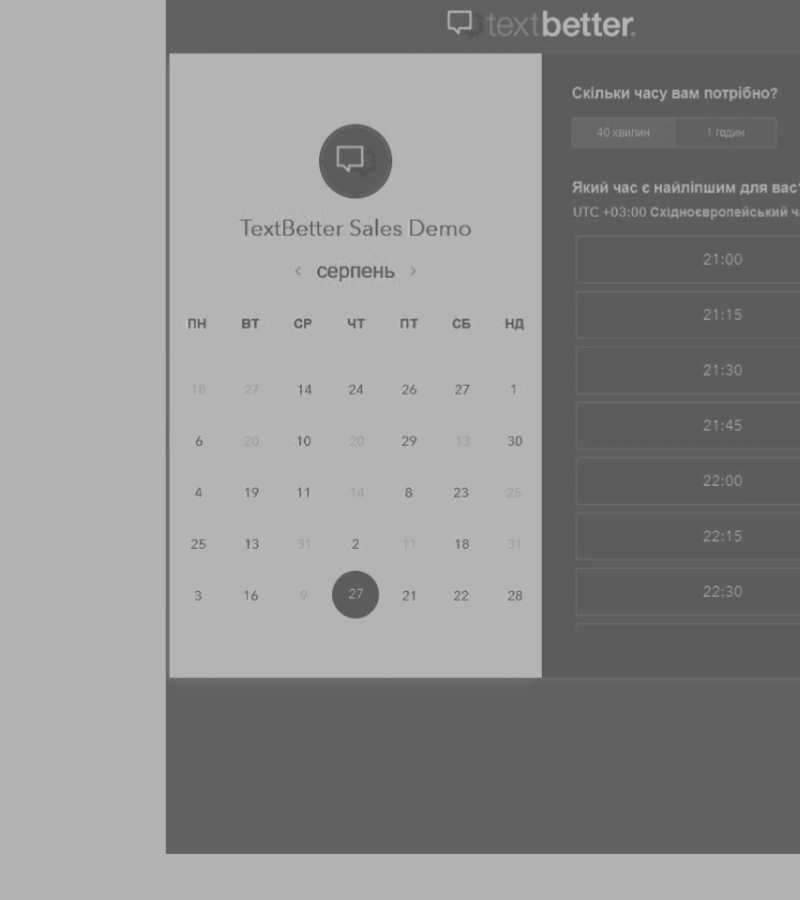 textbetter.
TextBetter Sales Demo
‹ серпень ›
ПН ВТ СР ЧТ ПТ СБ НД
18 27 14 24 26 27 1
6 20 10 20 29 13 30
4 19 11 14 8 23 25
25 13 31 2 11 18 31
3 16 9 27 21 22 28
Скільки часу вам потрібно?
40 хвилин 1 годин
Який час є найліпшим для вас
UTC +03:00 Східноєвропейський
21:00
21:15
21:30
21:45
22:00
22:15
22:30